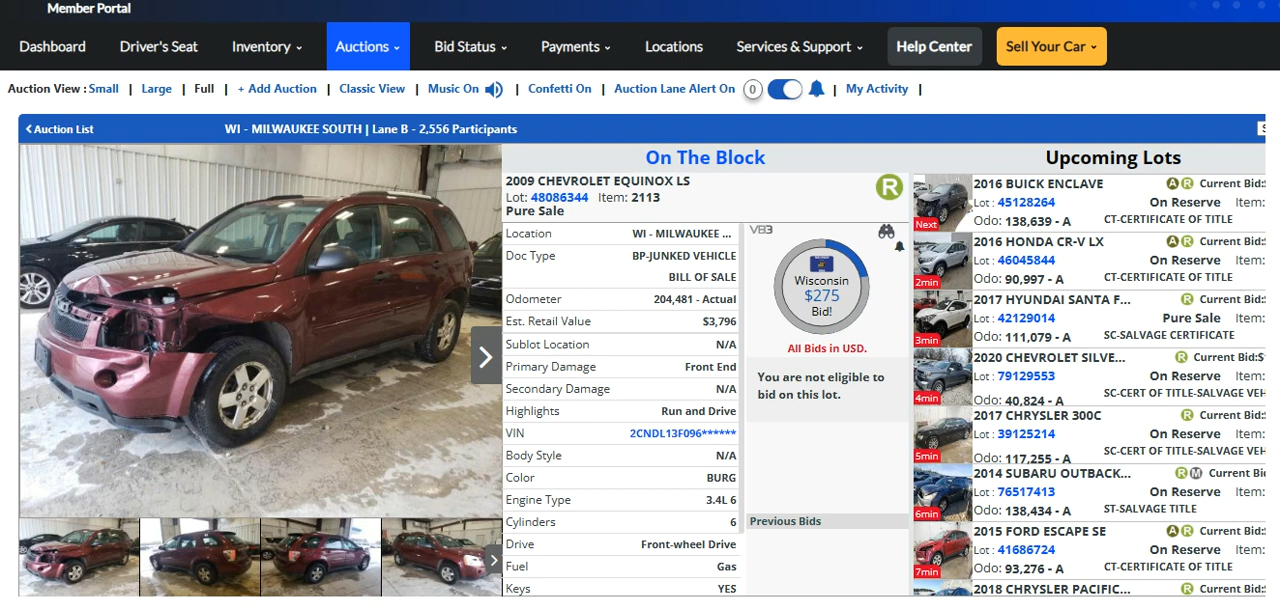 Member Portal
Dashboard Driver's Seat Inventory Auctions Bid Status Payments Locations Services & Support Help Center Sell Your Car
Auction View : Small | Large | Full | + Add Auction | Classic View | Music On | Confetti On | Auction Lane Alert On 0 | My Activity |
Auction List WI - MILWAUKEE SOUTH | Lane B - 2,556 Participants
On The Block
2009 CHEVROLET EQUINOX LS
R
Lot: 48086344 Item: 2113
Pure Sale
Location WI - MILWAUKEE ...
Doc Type BP-JUNKED VEHICLE
BILL OF SALE
Odometer 204,481 - Actual
Est. Retail Value $3,796
Sublot Location N/A
Primary Damage Front End
Secondary Damage N/A
Highlights Run and Drive
VIN 2CNDL13F096******
Body Style N/A
Color BURG
Engine Type 3.4L 6
Cylinders 6
Drive Front-wheel Drive
Fuel Gas
Keys YES
VB3
Wisconsin
$275
Bid!
All Bids in USD.
You are not eligible to
bid on this lot.
Previous Bids
Upcoming Lots
2016 BUICK ENCLAVE A R Current Bid:
Lot : 45128264 On Reserve Item:
Next
Odo: 138,639 - A CT-CERTIFICATE OF TITLE
2016 HONDA CR-V LX A R Current Bid:
Lot : 46045844 On Reserve Item:
2min
Odo: 90,997 - A CT-CERTIFICATE OF TITLE
2017 HYUNDAI SANTA F... R Current Bid:
Lot : 42129014 Pure Sale Item:
3min
Odo: 111,079 - A SC-SALVAGE CERTIFICATE
2020 CHEVROLET SILVE... R Current Bid:
Lot : 79129553 On Reserve Item:
4min
Odo: 40,824 - A SC-CERT OF TITLE-SALVAGE VEH
2017 CHRYSLER 300C R Current Bid:
Lot : 39125214 On Reserve Item:
5min
Odo: 117,255 - A SC-CERT OF TITLE-SALVAGE VEH
2014 SUBARU OUTBACK... R M Current Bi
Lot : 76517413 On Reserve Item:
6min
Odo: 138,434 - A ST-SALVAGE TITLE
2015 FORD ESCAPE SE A R Current Bid:
Lot : 41686724 On Reserve Item:
7min
Odo: 93,276 - A CT-CERTIFICATE OF TITLE
2018 CHRYSLER PACIFIC... R Current Bid: